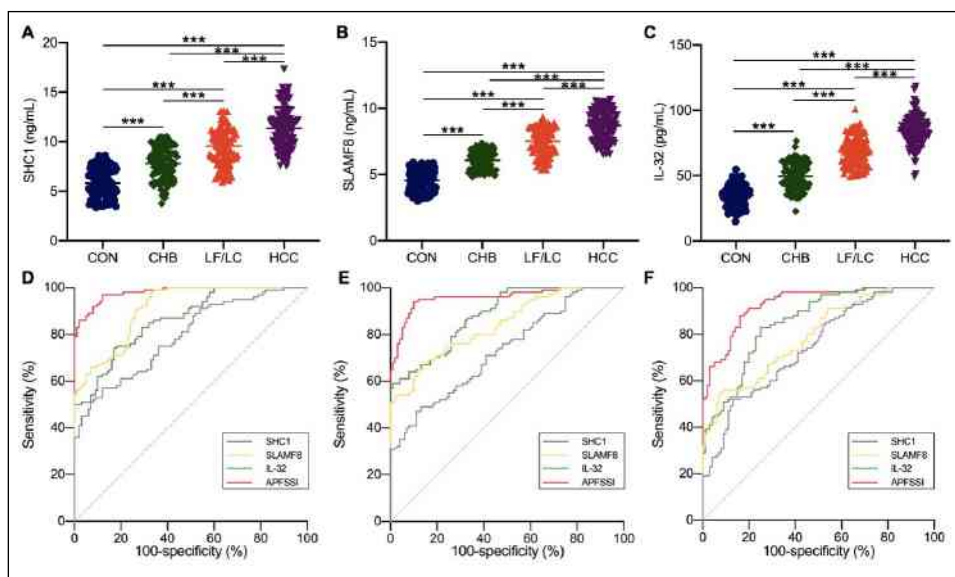 A
B
C
20
15
10
5
0
SHC1 (ng/mL)
***
***
***
***
***
***
CON
CHB
LF/LC
HCC
15
10
5
0
SLAMF8 (ng/mL)
***
***
***
***
***
***
CON
CHB
LF/LC
HCC
150
100
50
0
IL-32 (pg/mL)
***
***
***
***
***
***
CON
CHB
LF/LC
HCC
D
E
F
100
80
60
40
20
0
Sensitivity (%)
SHC1
SLAMF8
IL-32
APFSSI
0
20
40
60
80
100
100-specificity (%)
100
80
60
40
20
0
Sensitivity (%)
SHC1
SLAMF8
IL-32
APFSSI
0
20
40
60
80
100
100-specificity (%)
100
80
60
40
20
0
Sensitivity (%)
SHC1
SLAMF8
IL-32
APFSSI
0
20
40
60
80
100
100-specificity (%)